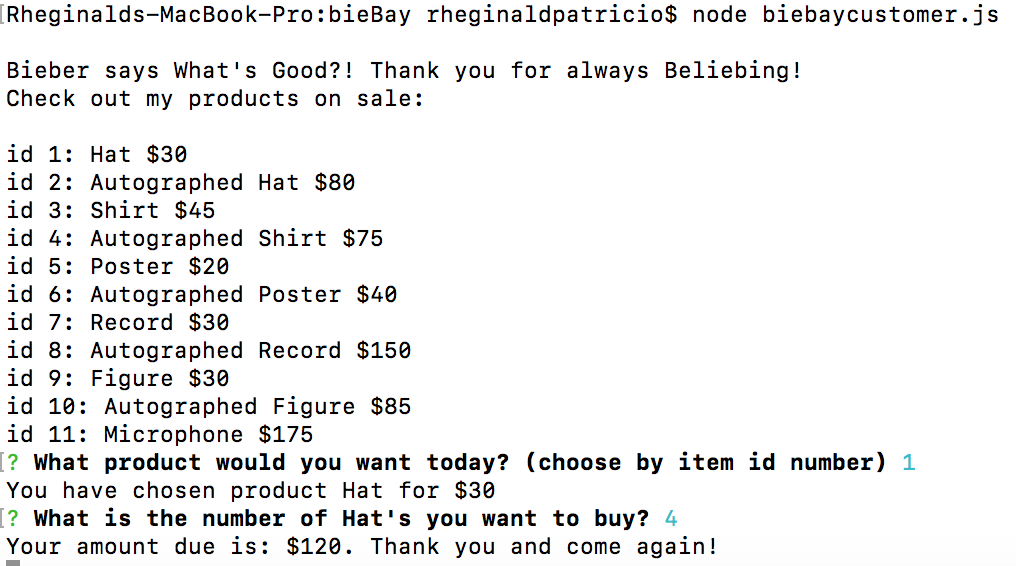 [Rheginalds-MacBook-Pro:bieBay rheginaldpatricio$ node biebaycustomer.js
Bieber says What's Good?! Thank you for always Beliebing!
Check out my products on sale:
id 1: Hat $30
id 2: Autographed Hat $80
id 3: Shirt $45
id 4: Autographed Shirt $75
id 5: Poster $20
id 6: Autographed Poster $40
id 7: Record $30
id 8: Autographed Record $150
id 9: Figure $30
id 10: Autographed Figure $85
id 11: Microphone $175
[? What product would you want today? (choose by item id number) 1
You have chosen product Hat for $30
[? What is the number of Hat's you want to buy? 4
Your amount due is: $120. Thank you and come again!